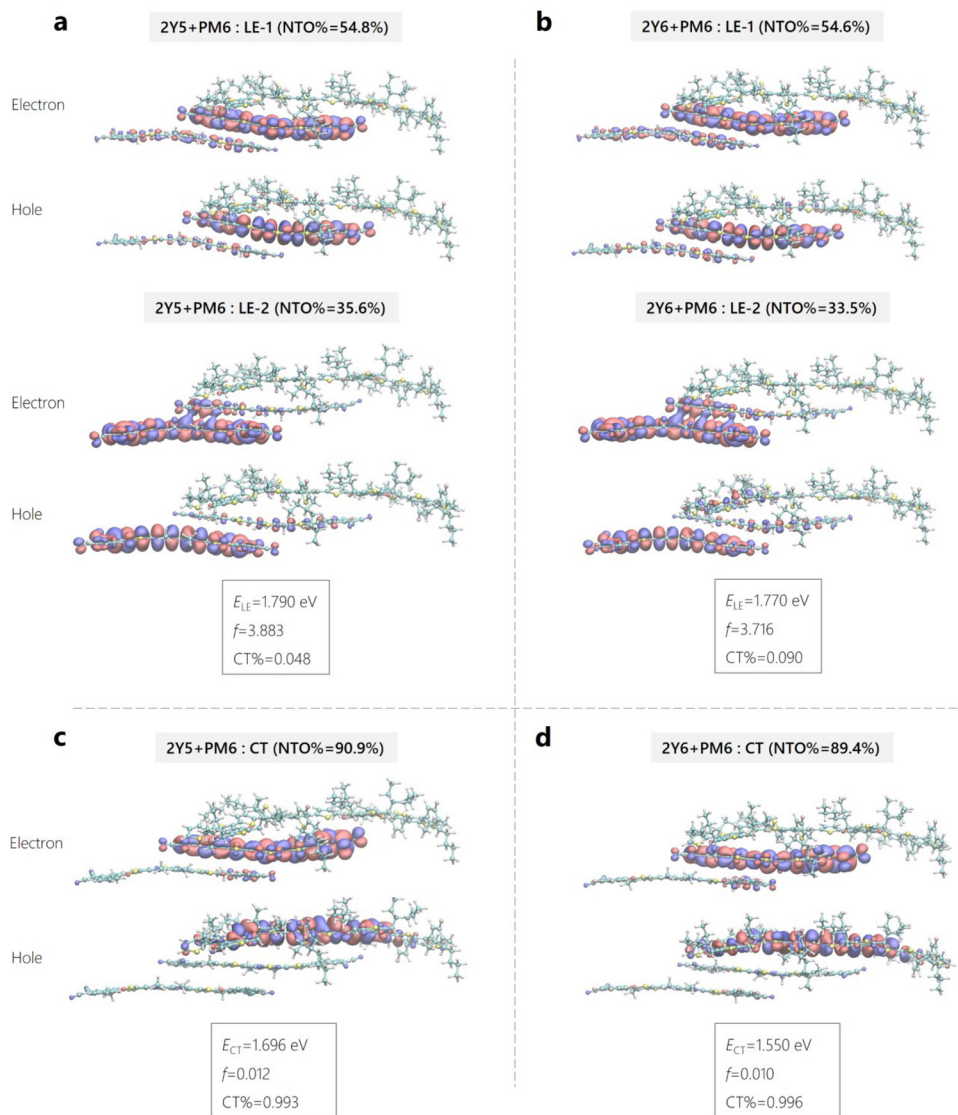 a
2Y5+PM6 : LE-1 (NTO%=54.8%)
Electron
Hole
2Y5+PM6 : LE-2 (NTO%=35.6%)
Electron
Hole
E_LE=1.790 eV
f=3.883
CT%=0.048
b
2Y6+PM6 : LE-1 (NTO%=54.6%)
2Y6+PM6 : LE-2 (NTO%=33.5%)
E_LE=1.770 eV
f=3.716
CT%=0.090
c
2Y5+PM6 : CT (NTO%=90.9%)
Electron
Hole
E_CT=1.696 eV
f=0.012
CT%=0.993
d
2Y6+PM6 : CT (NTO%=89.4%)
E_CT=1.550 eV
f=0.010
CT%=0.996